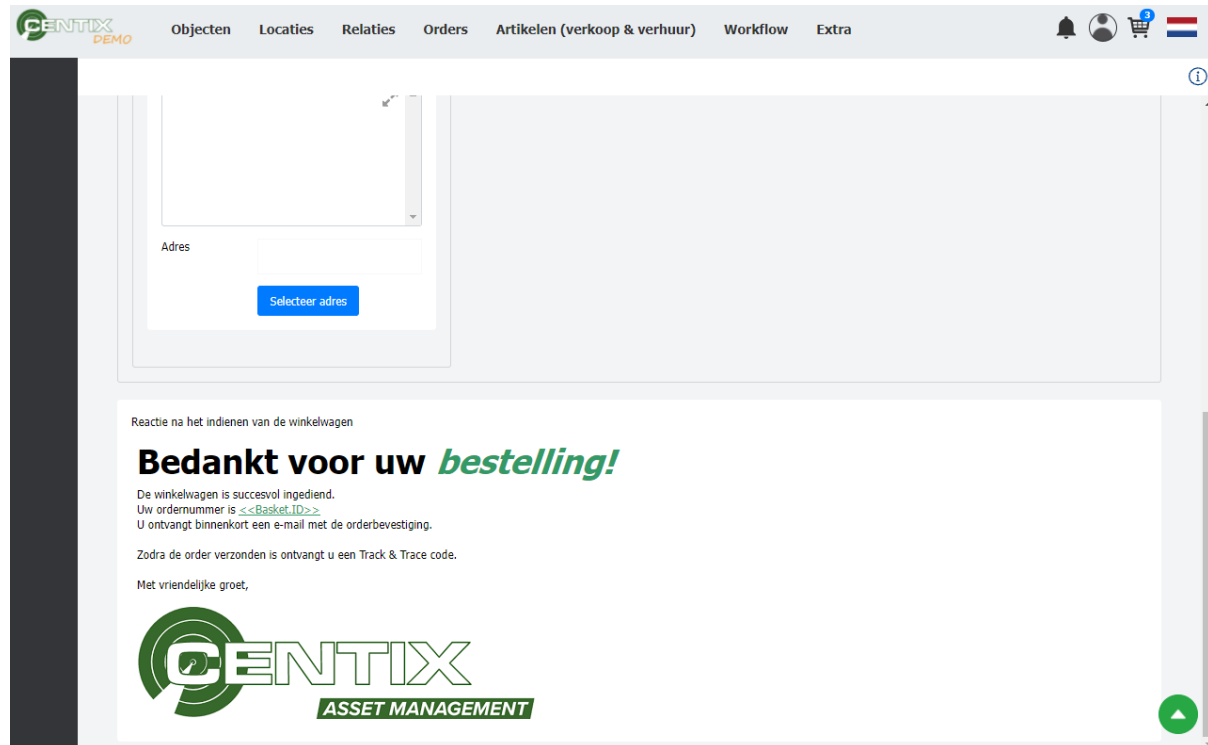 CENTIX
DEMO
Objecten Locaties Relaties Orders Artikelen (verkoop & verhuur) Workflow Extra
3
Adres
Selecteer adres
Reactie na het indienen van de winkelwagen
Bedankt voor uw bestelling!
De winkelwagen is succesvol ingediend.
Uw ordernummer is <<Basket.ID>>
U ontvangt binnenkort een e-mail met de orderbevestiging.
Zodra de order verzonden is ontvangt u een Track & Trace code.
Met vriendelijke groet,
CENTIX
ASSET MANAGEMENT